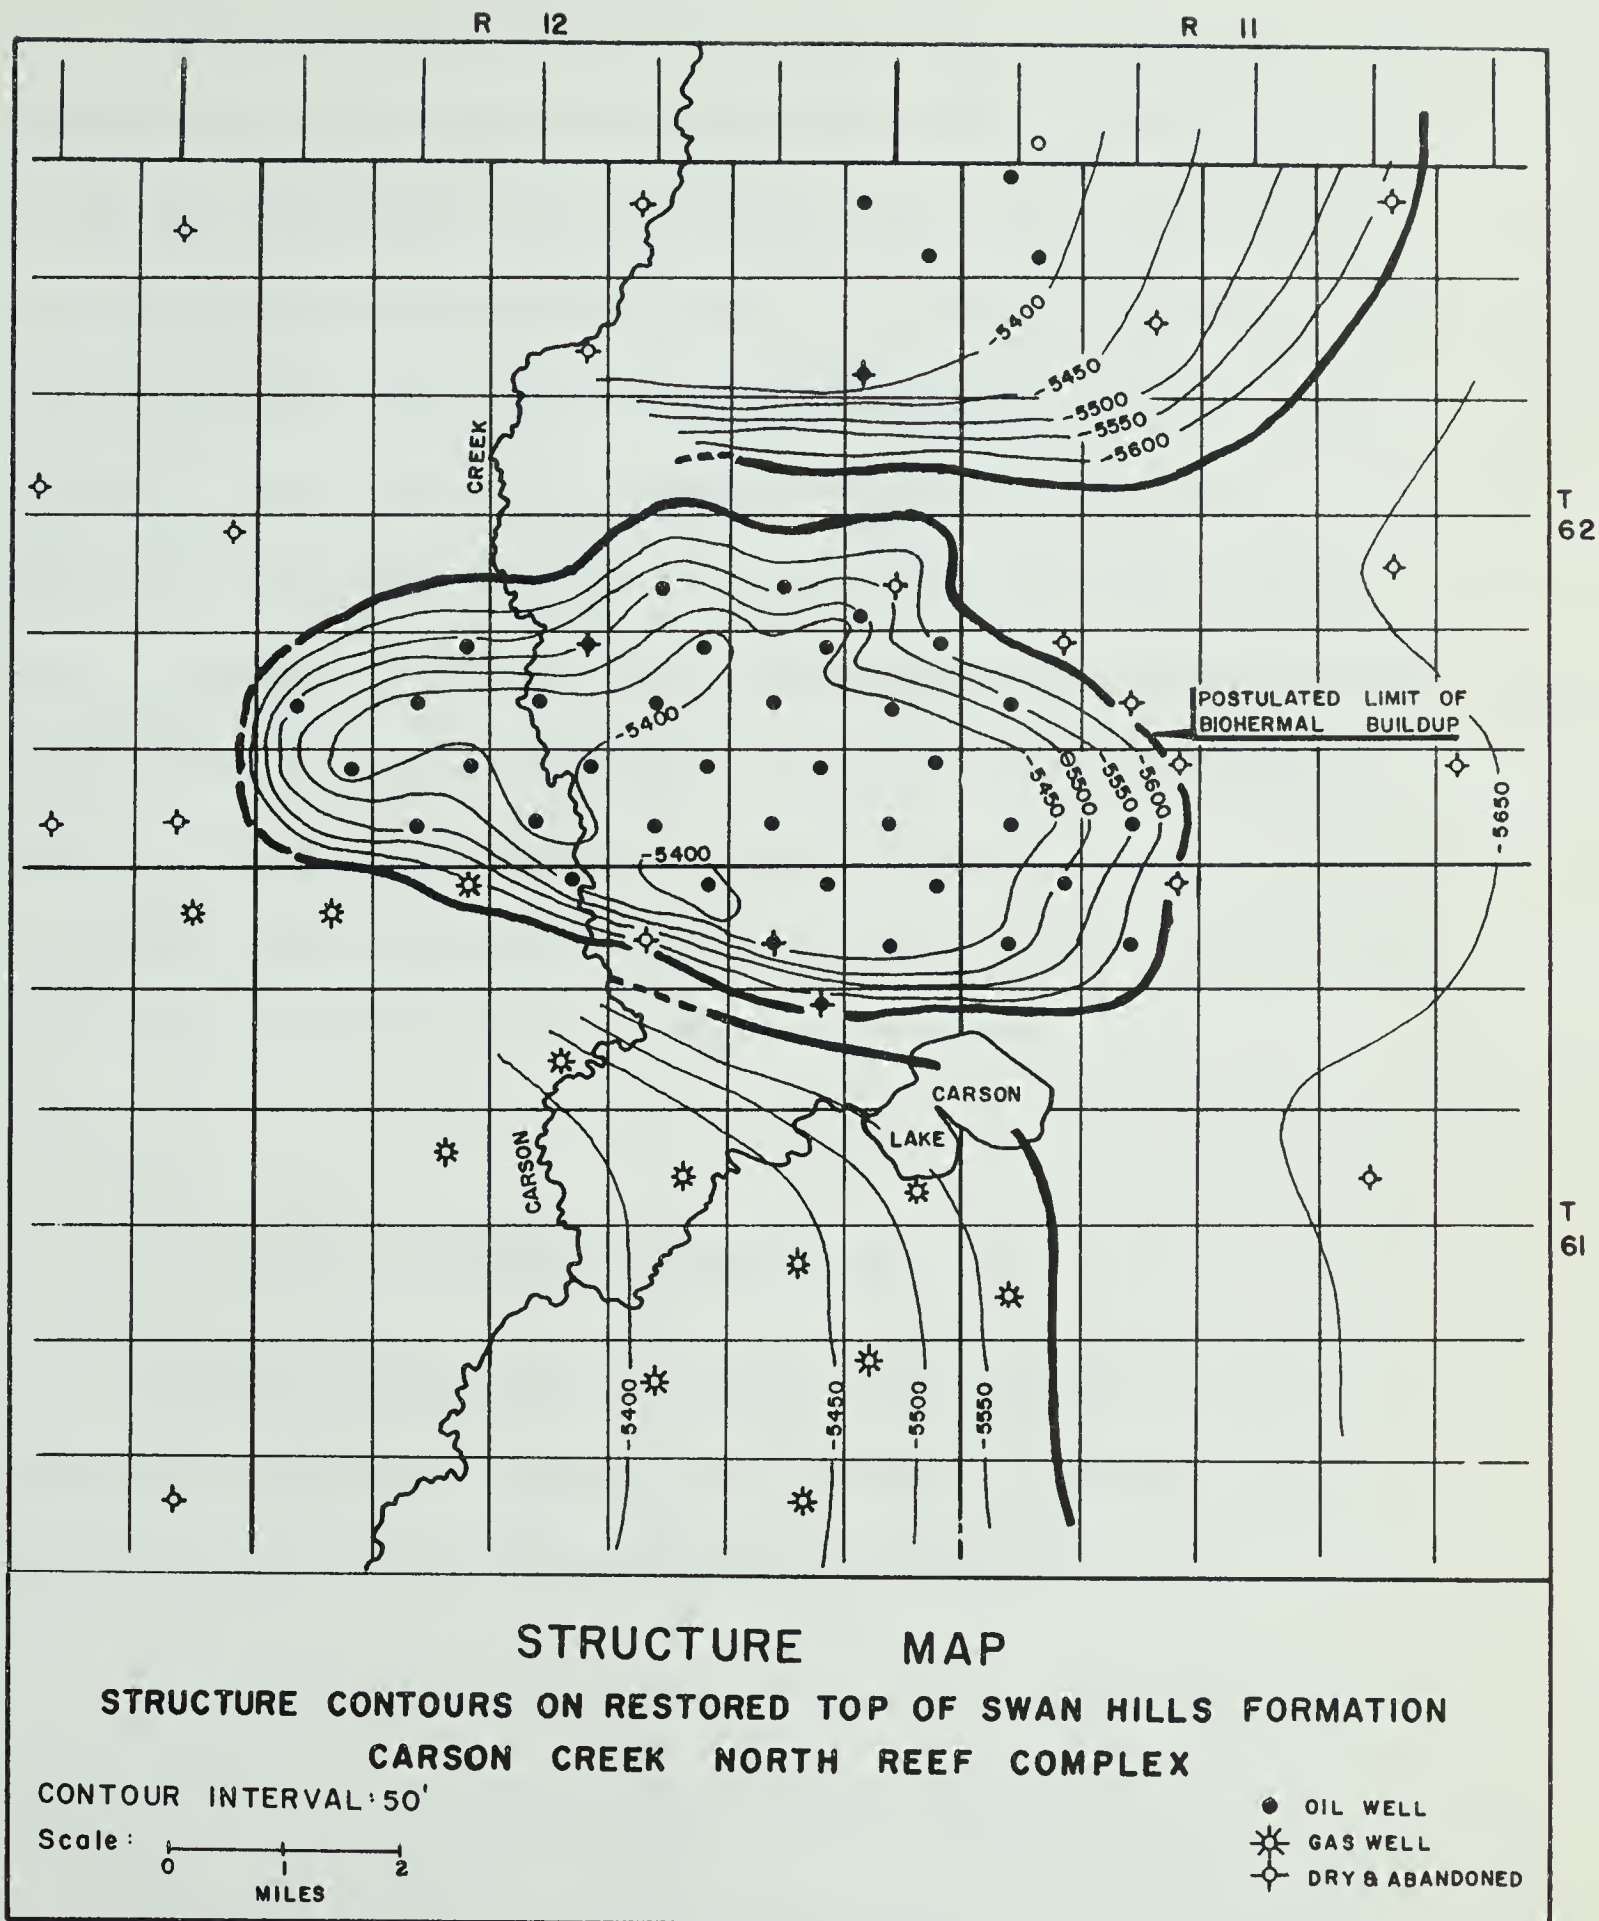 R 12
R 11
-5400
-5450
-5500
-5550
-5600
CREEK
T
62
POSTULATED LIMIT OF
BIOHERMAL BUILDUP
-5400
-5450
5500
-5550
-5600
-5650
-5400
CARSON
LAKE
CARSON
T
61
-5400
-5450
-5500
-5550
STRUCTURE MAP
STRUCTURE CONTOURS ON RESTORED TOP OF SWAN HILLS FORMATION
CARSON CREEK NORTH REEF COMPLEX
CONTOUR INTERVAL: 50'
Scale:
0 1 2
MILES
OIL WELL
GAS WELL
DRY & ABANDONED